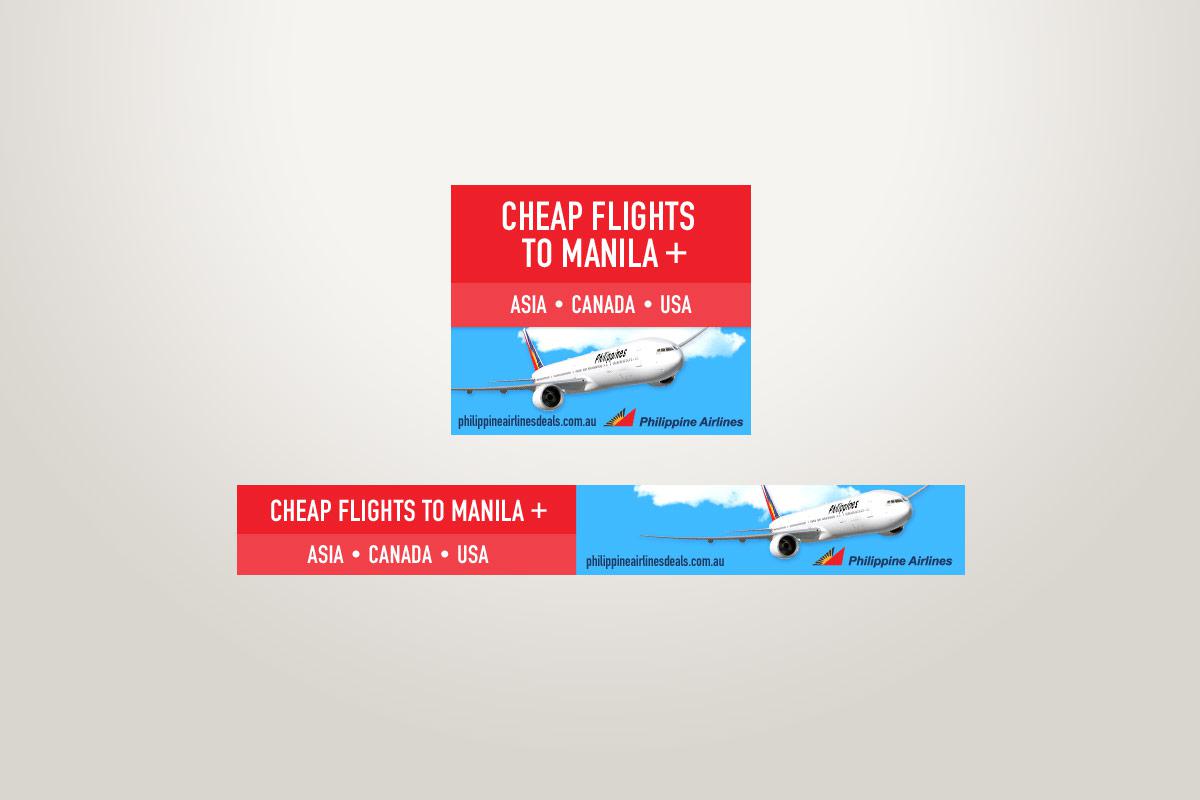 CHEAP FLIGHTS
TO MANILA +
ASIA • CANADA • USA
Philippines
philippineairlinesdeals.com.au
Philippine Airlines
CHEAP FLIGHTS TO MANILA +
ASIA • CANADA • USA
Philippines
philippineairlinesdeals.com.au
Philippine Airlines